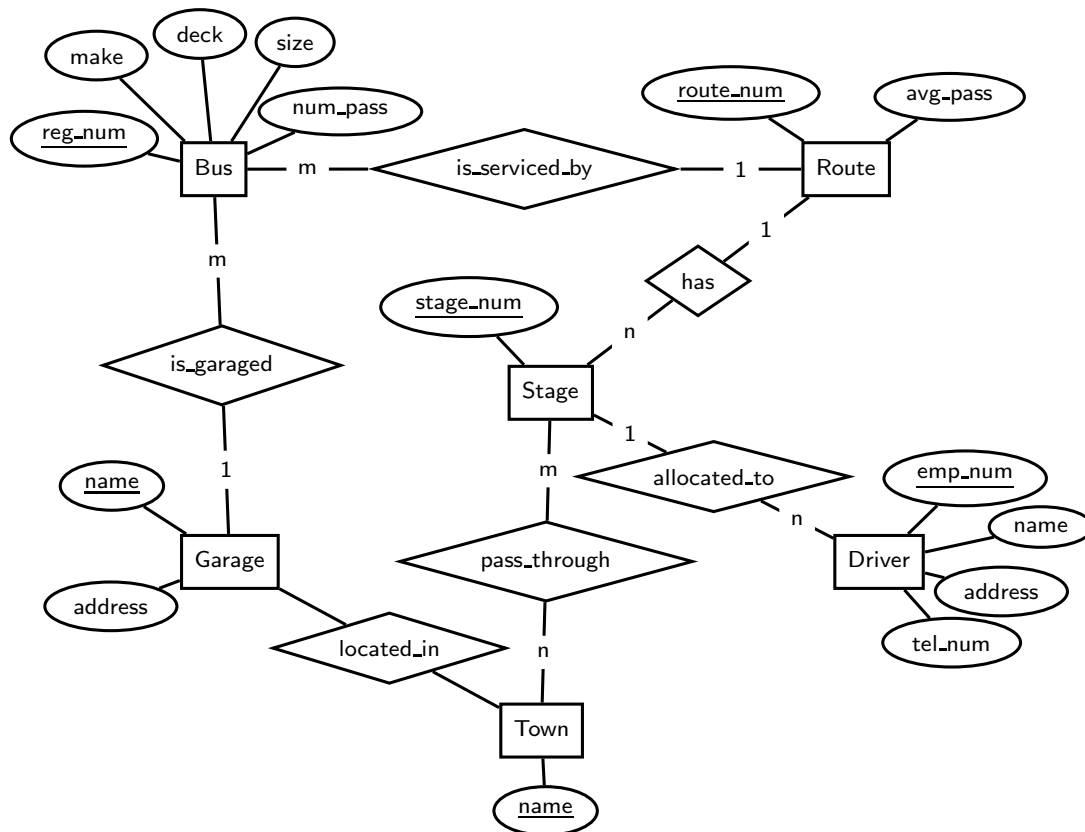 deck
size
make
num_pass
reg_num
Bus
m
is_serviced_by
1
route_num
avg_pass
Route
1
has
n
m
stage_num
is_garaged
Stage
1
m
1
allocated_to
n
emp_num
name
Driver
address
tel_num
name
Garage
address
pass_through
located_in
n
Town
name